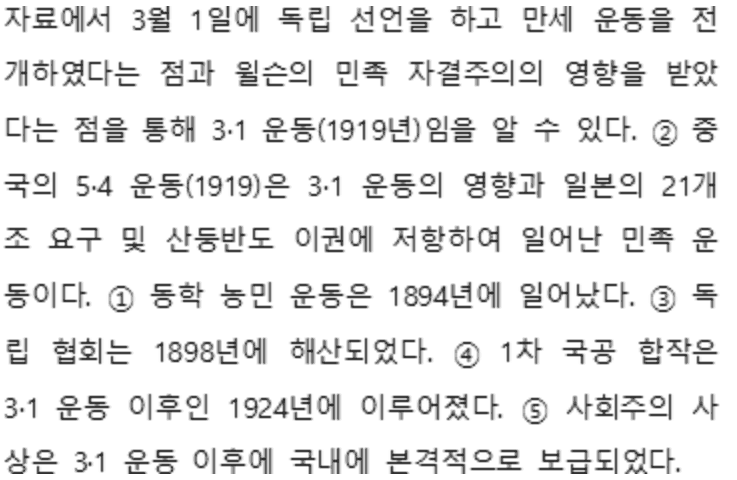 자료에서 3월 1일에 독립 선언을 하고 만세 운동을 전
개하였다는 점과 윌슨의 민족 자결주의의 영향을 받았
다는 점을 통해 3·1 운동(1919년)임을 알 수 있다. ② 중
국의 5·4 운동(1919)은 3·1 운동의 영향과 일본의 21개
조 요구 및 산둥반도 이권에 저항하여 일어난 민족 운
동이다. ① 동학 농민 운동은 1894년에 일어났다. ③ 독
립 협회는 1898년에 해산되었다. ④ 1차 국공 합작은
3·1 운동 이후인 1924년에 이루어졌다. ⑤ 사회주의 사
상은 3·1 운동 이후에 국내에 본격적으로 보급되었다.